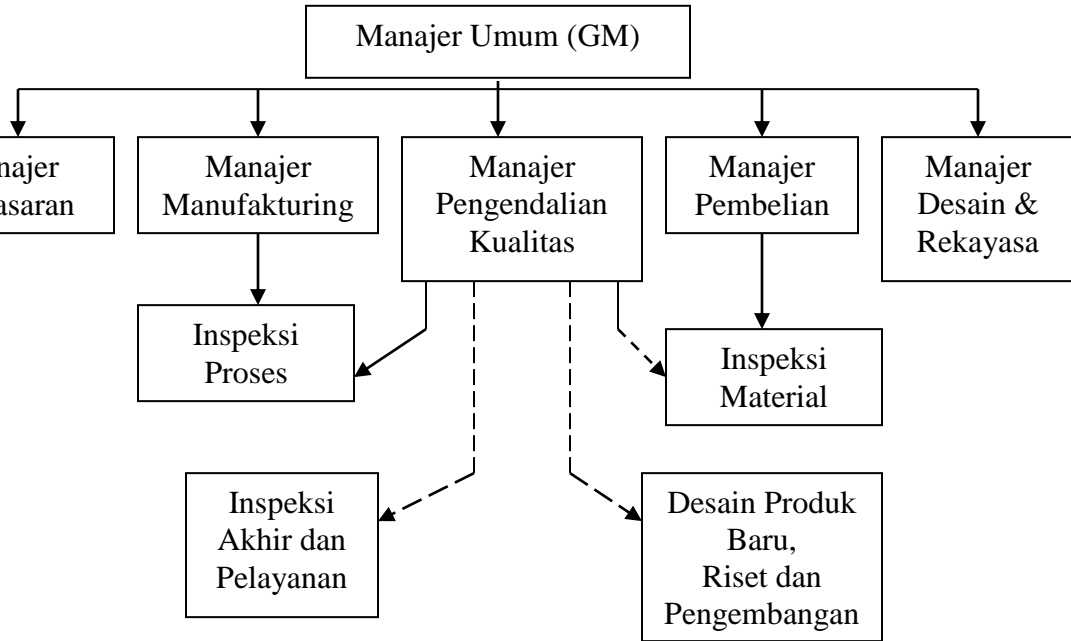 Manajer Umum (GM)
najer
asaran
Manajer
Manufakturing
Manajer
Pengendalian
Kualitas
Manajer
Pembelian
Manajer
Desain &
Rekayasa
Inspeksi
Proses
Inspeksi
Material
Inspeksi
Akhir dan
Pelayanan
Desain Produk
Baru,
Riset dan
Pengembangan